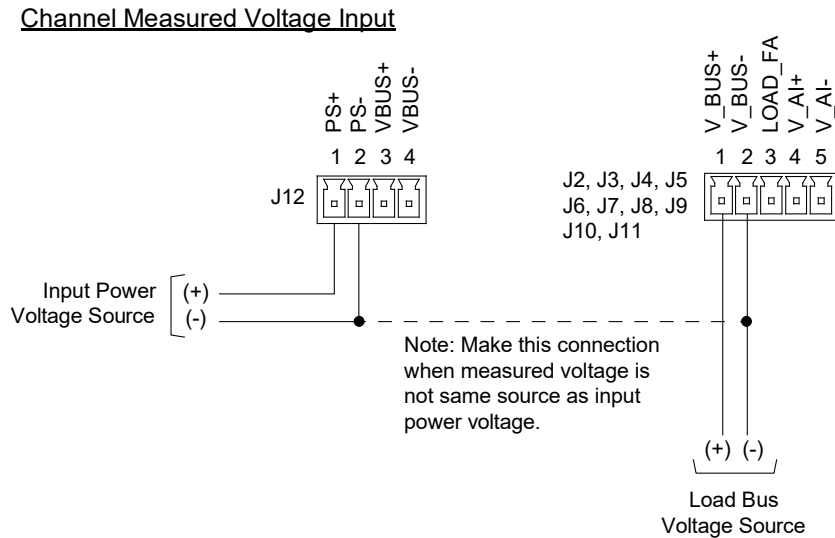 Channel Measured Voltage Input
PS+
PS-
VBUS+
VBUS-
1 2 3 4
J12
V_BUS+
V_BUS-
LOAD_FA
V_AI+
V_AI-
1 2 3 4 5
J2, J3, J4, J5
J6, J7, J8, J9
J10, J11
Input Power
Voltage Source
(+)
(-)
Note: Make this connection
when measured voltage is
not same source as input
power voltage.
(+) (-)
Load Bus
Voltage Source